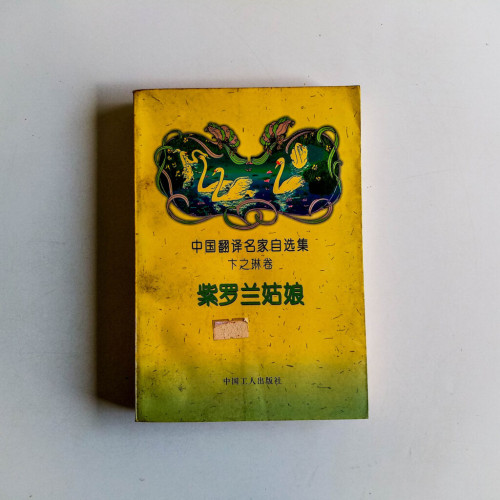 中国翻译名家自选集
卞之琳卷
紫罗兰姑娘
中国工人出版社